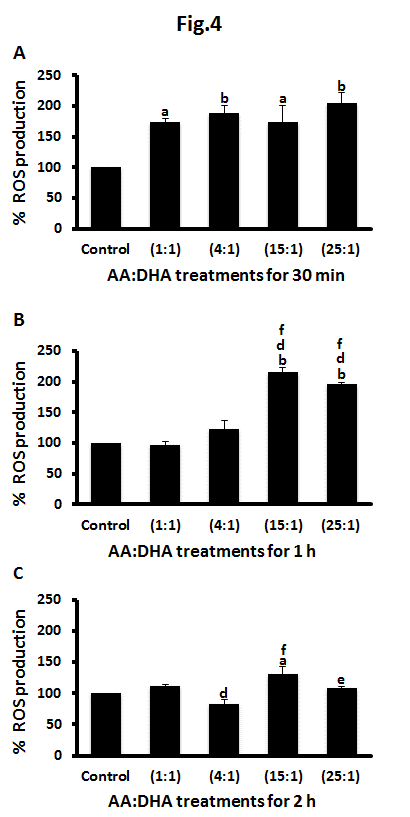 Fig.4
A
% ROS production
250
200
150
100
50
0
a
b
a
b
Control (1:1) (4:1) (15:1) (25:1)
AA:DHA treatments for 30 min
B
% ROS production
250
200
150
100
50
0
f
d
b
f
d
b
Control (1:1) (4:1) (15:1) (25:1)
AA:DHA treatments for 1 h
C
% ROS production
250
200
150
100
50
0
d
f
a
e
Control (1:1) (4:1) (15:1) (25:1)
AA:DHA treatments for 2 h